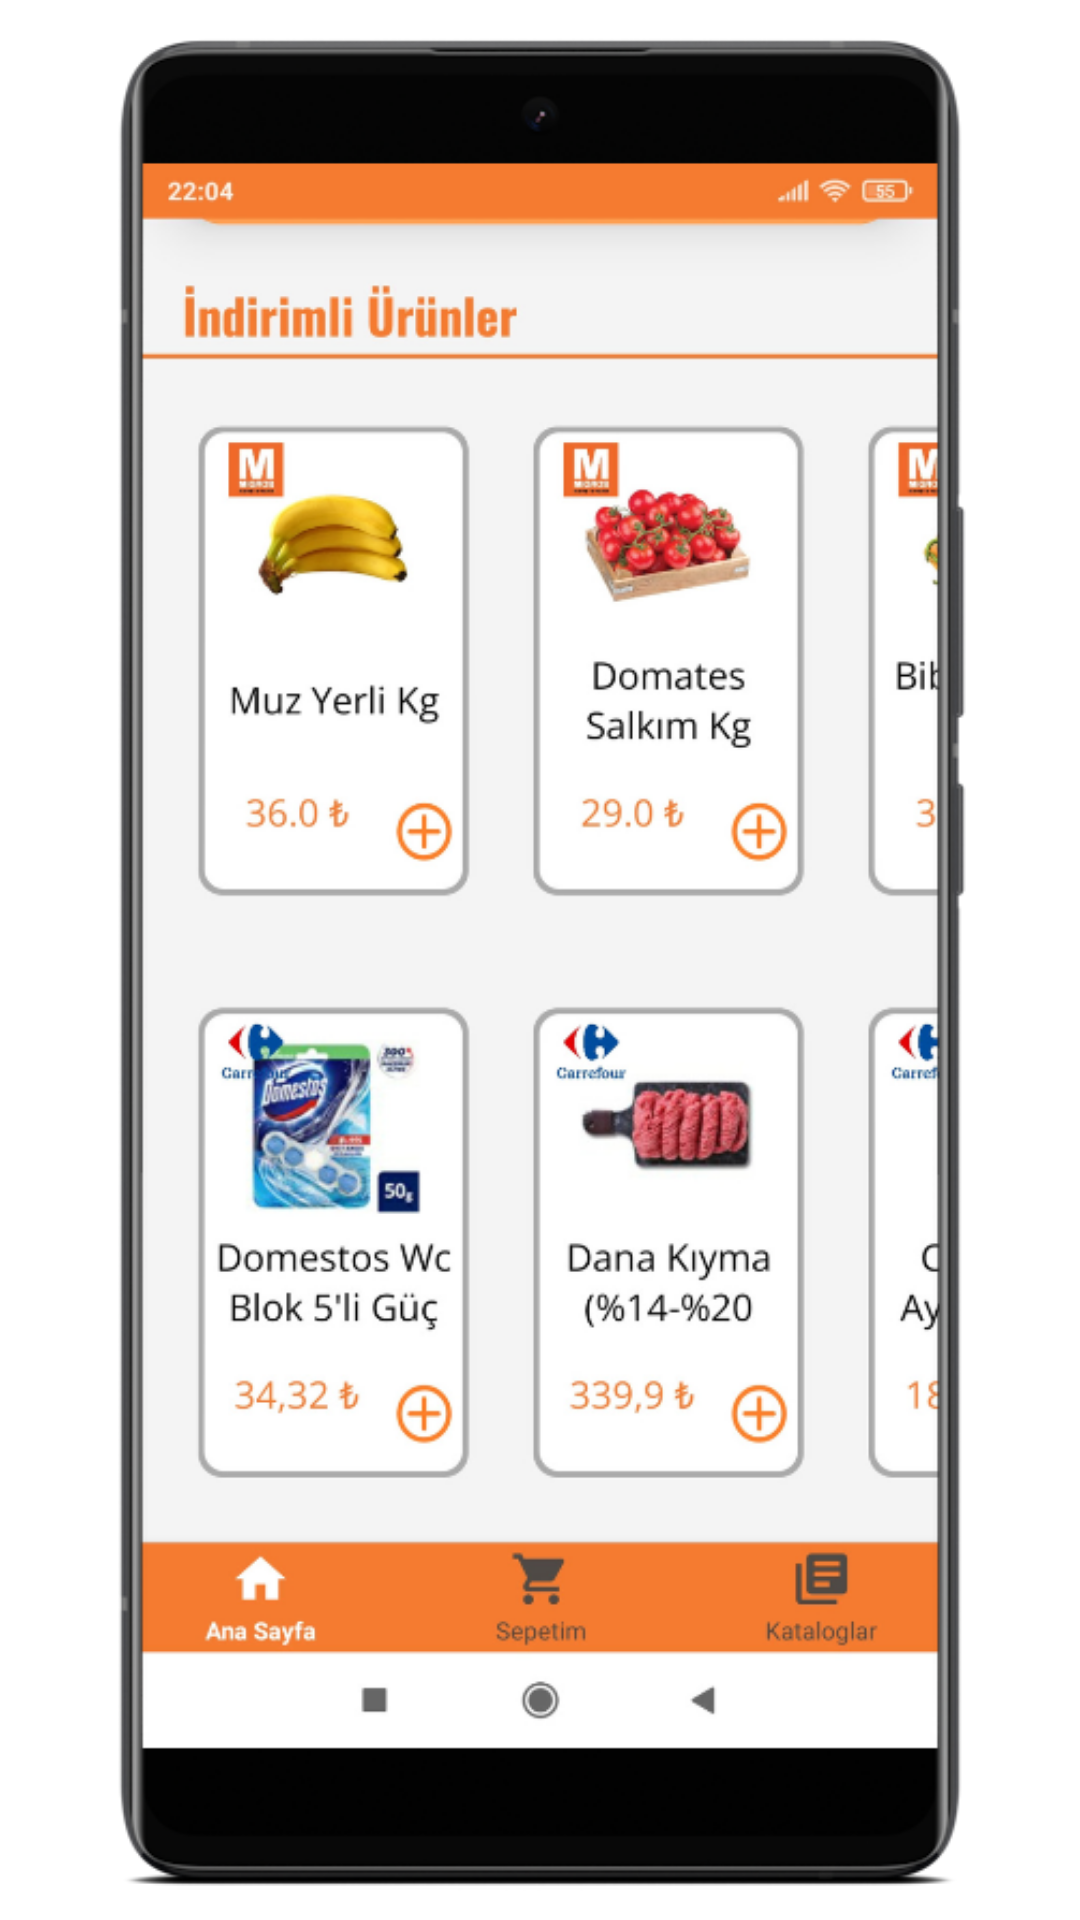 22:04
55
İndirimli Ürünler
M
M
M
Muz Yerli Kg
Domates
Salkım Kg
Bib
36.0 ₺
29.0 ₺
3
Carrefour
Carref
Domestos
50g
Domestos Wc
Blok 5'li Güç
Dana Kıyma
(%14-%20
C
Ay
34,32 ₺
339,9 ₺
18
Ana Sayfa
Sepetim
Kataloglar